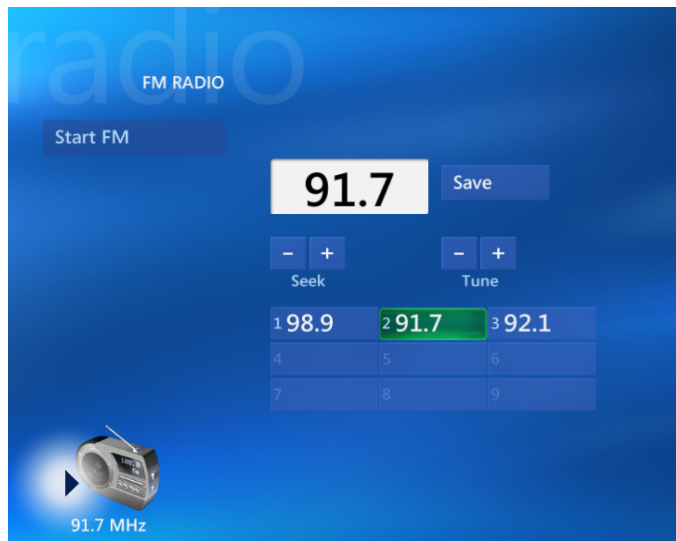 radio
FM RADIO
Start FM
91.7
Save
- + - +
Seek Tune
1 98.9 2 91.7 3 92.1
4 5 6
7 8 9
91.7 MHz